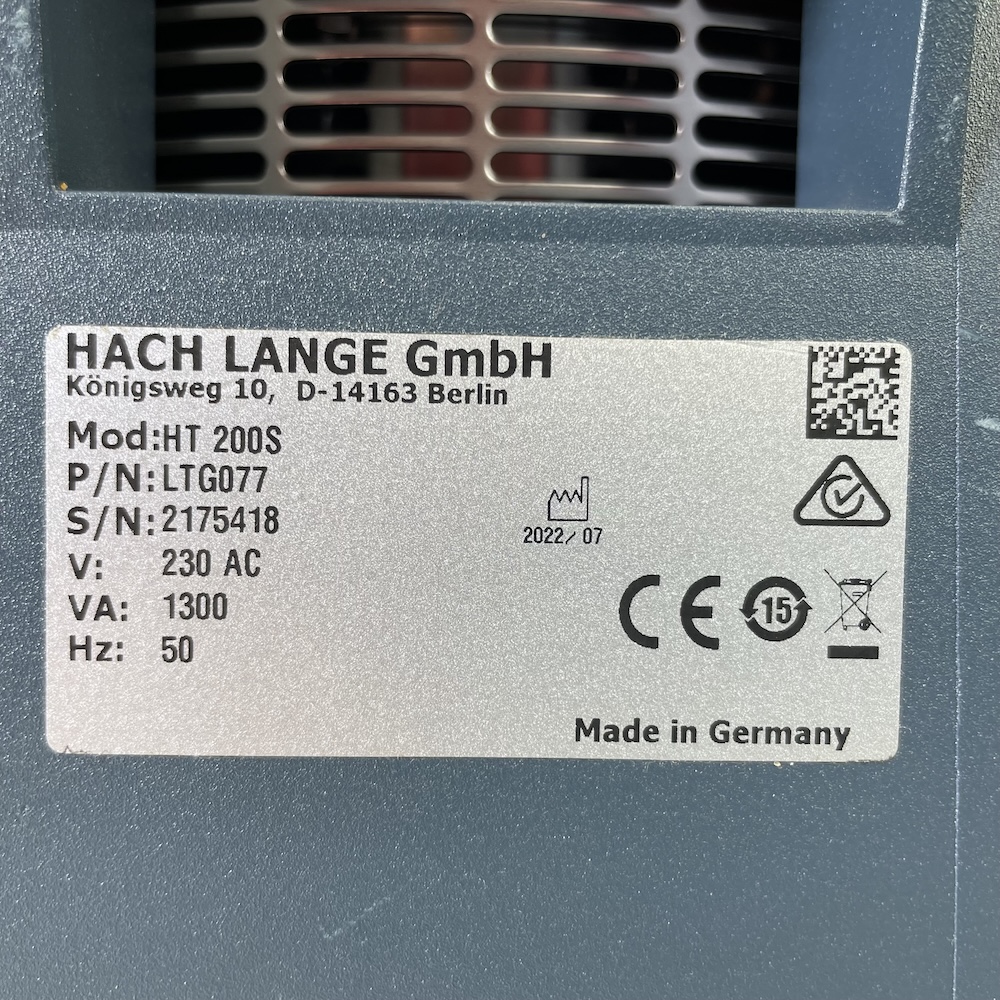 HACH LANGE GmbH
Königsweg 10, D-14163 Berlin
Mod:HT 200S
P/N:LTG077
S/N:2175418
V: 230 AC
VA: 1300
Hz: 50
2022/07
CE
15
Made in Germany